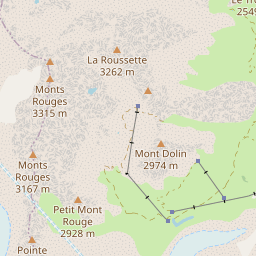 Le Tr
2549
La Roussette
3262 m
Monts
Rouges
3315 m
Mont Dolin
2974 m
Monts
Rouges
3167 m
Petit Mont
Rouge
2928 m
Pointe